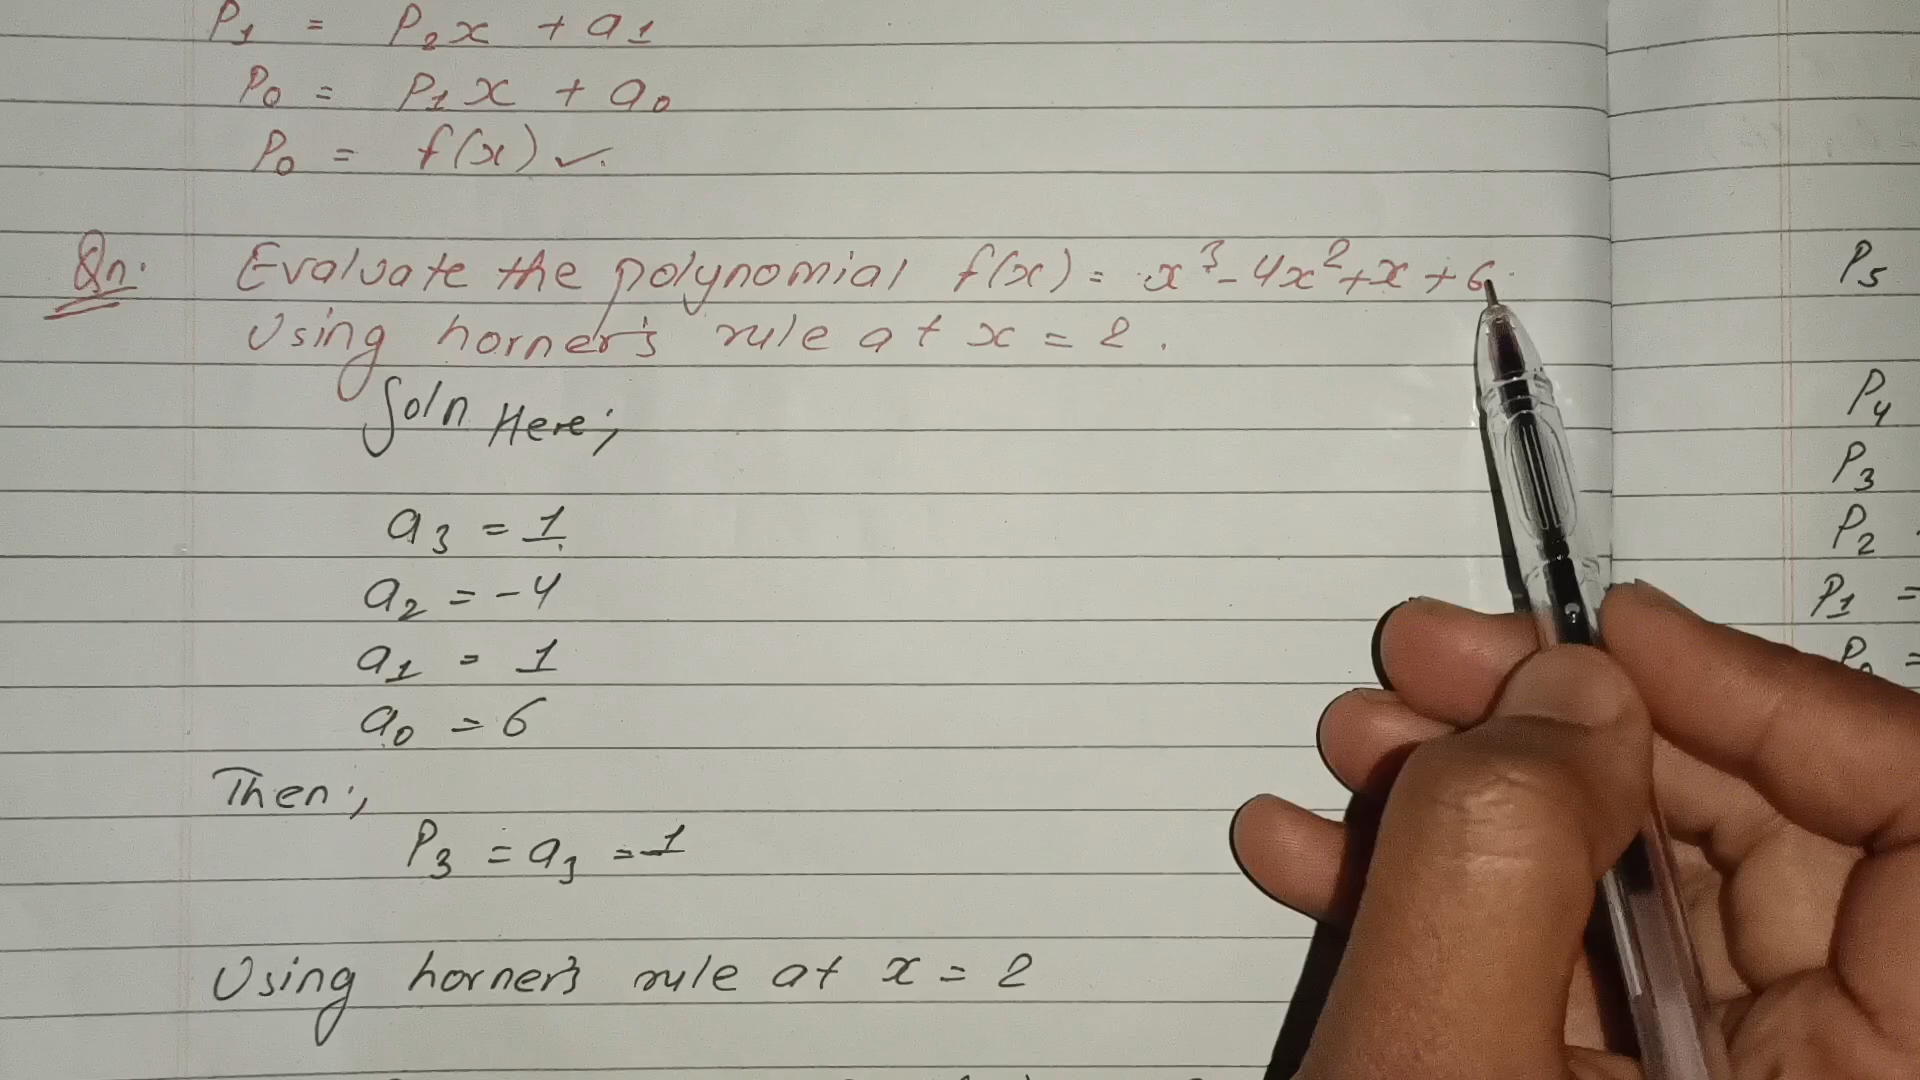 P1 = P2x + a1
P0 = P1x + a0
P0 = f(x) ✓.
Qn. Evaluate the polynomial f(x) = x³ - 4x² + x + 6
Using horner's rule at x = 2.
Soln Here;
a3 = 1
a2 = -4
a1 = 1
a0 = 6
Then;,
P3 = a3 = 1
Using horner's rule at x = 2
P5
P4
P3
P2
P1 =
P0 =